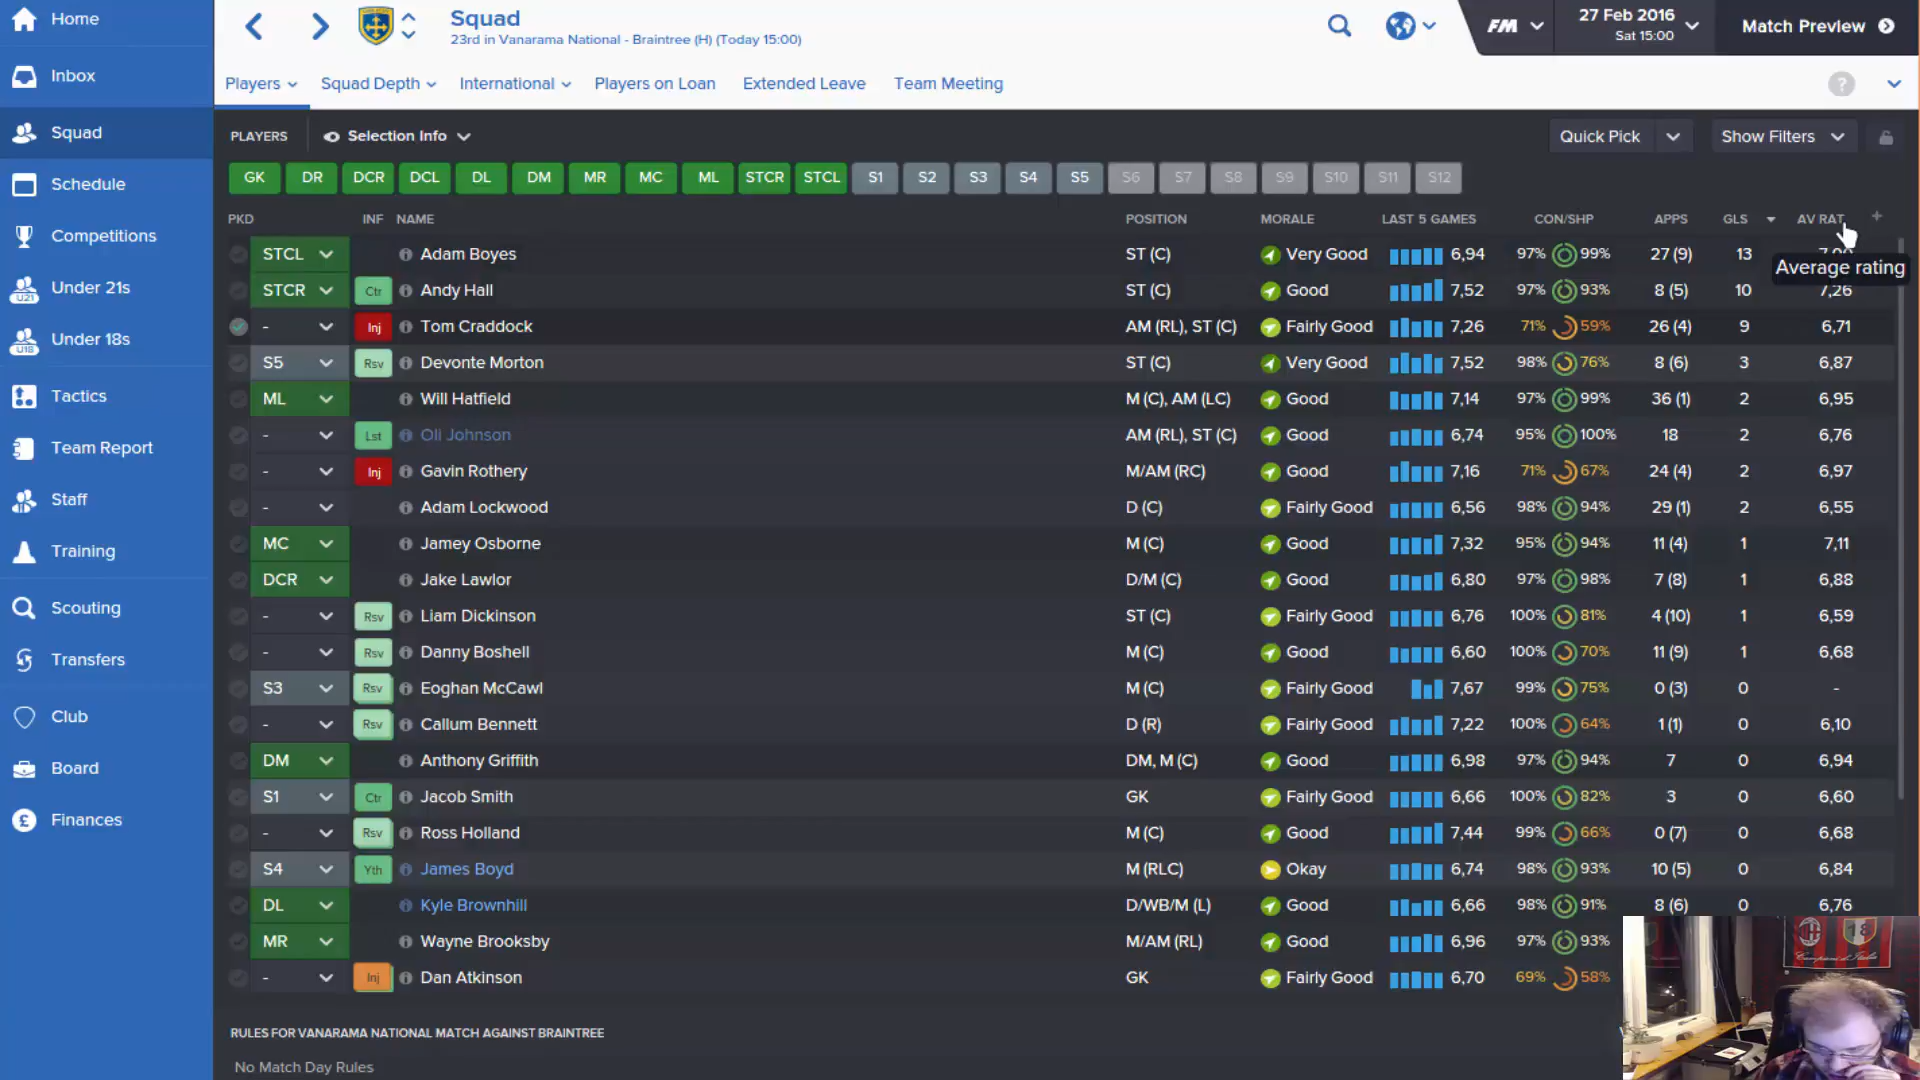 Home
Inbox
Squad
Schedule
Competitions
U21
Under 21s
U18
Under 18s
Tactics
Team Report
Staff
Training
Scouting
Transfers
Club
Board
Finances
Squad
23rd in Vanarama National - Braintree (H) (Today 15:00)
FM
27 Feb 2016
Sat 15:00
Match Preview
Players
Squad Depth
International
Players on Loan
Extended Leave
Team Meeting
?
PLAYERS
Selection Info
Quick Pick
Show Filters
GK DR DCR DCL DL DM MR MC ML STCR STCL S1 S2 S3 S4 S5 S6 S7 S8 S9 S10 S11 S12
PKD INF NAME POSITION MORALE LAST 5 GAMES CON/SHP APPS GLS AV RAT +
STCL Adam Boyes ST (C) Very Good 6,94 97% 99% 27 (9) 13
Average rating
STCR Ctr Andy Hall ST (C) Good 7,52 97% 93% 8 (5) 10 7,26
- Inj Tom Craddock AM (RL), ST (C) Fairly Good 7,26 71% 59% 26 (4) 9 6,71
S5 Rsv Devonte Morton ST (C) Very Good 7,52 98% 76% 8 (6) 3 6,87
ML Will Hatfield M (C), AM (LC) Good 7,14 97% 99% 36 (1) 2 6,95
- Lst Oli Johnson AM (RL), ST (C) Good 6,74 95% 100% 18 2 6,76
- Inj Gavin Rothery M/AM (RC) Good 7,16 71% 67% 24 (4) 2 6,97
- Adam Lockwood D (C) Fairly Good 6,56 98% 94% 29 (1) 2 6,55
MC Jamey Osborne M (C) Good 7,32 95% 94% 11 (4) 1 7,11
DCR Jake Lawlor D/M (C) Good 6,80 97% 98% 7 (8) 1 6,88
- Rsv Liam Dickinson ST (C) Fairly Good 6,76 100% 81% 4 (10) 1 6,59
- Rsv Danny Boshell M (C) Good 6,60 100% 70% 11 (9) 1 6,68
S3 Rsv Eoghan McCawl M (C) Fairly Good 7,67 99% 75% 0 (3) 0 -
- Rsv Callum Bennett D (R) Fairly Good 7,22 100% 64% 1 (1) 0 6,10
DM Anthony Griffith DM, M (C) Good 6,98 97% 94% 7 0 6,94
S1 Ctr Jacob Smith GK Fairly Good 6,66 100% 82% 3 0 6,60
- Rsv Ross Holland M (C) Good 7,44 99% 66% 0 (7) 0 6,68
S4 Yth James Boyd M (RLC) Okay 6,74 98% 93% 10 (5) 0 6,84
DL Kyle Brownhill D/WB/M (L) Good 6,66 98% 91% 8 (6) 0 6,76
MR Wayne Brooksby M/AM (RL) Good 6,96 97% 93%
- Inj Dan Atkinson GK Fairly Good 6,70 69% 58%
RULES FOR VANARAMA NATIONAL MATCH AGAINST BRAINTREE
No Match Day Rules
18